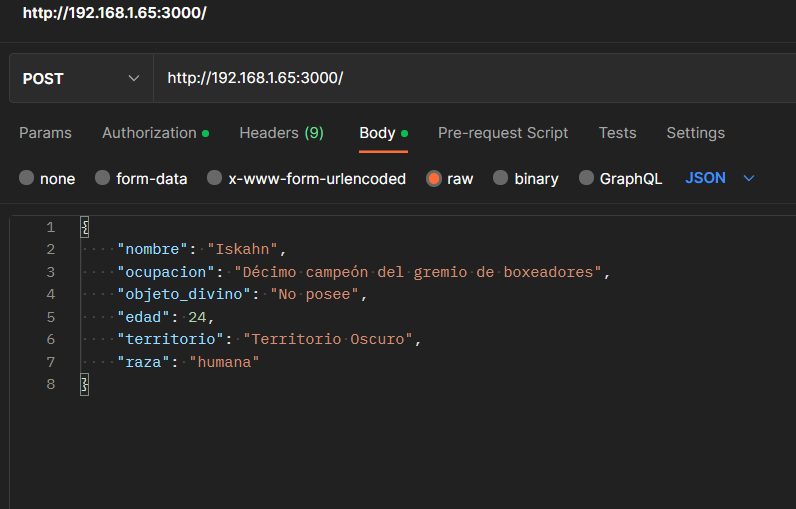 http://192.168.1.65:3000/
POST http://192.168.1.65:3000/
Params Authorization Headers (9) Body Pre-request Script Tests Settings
none form-data x-www-form-urlencoded raw binary GraphQL JSON
1 {
2 "nombre": "Iskahn",
3 "ocupacion": "Décimo campeón del gremio de boxeadores",
4 "objeto_divino": "No posee",
5 "edad": 24,
6 "territorio": "Territorio Oscuro",
7 "raza": "humana"
8 }